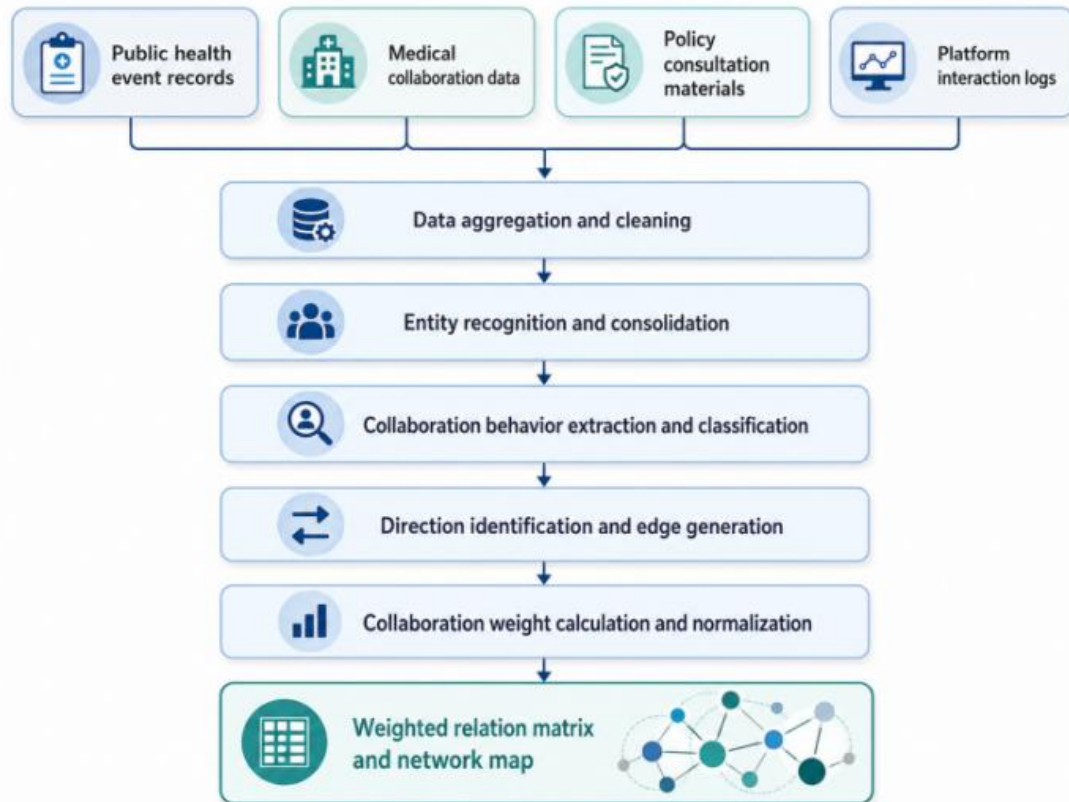 Public health
event records
Medical
collaboration data
Policy
consultation
materials
Platform
interaction logs
Data aggregation and cleaning
Entity recognition and consolidation
Collaboration behavior extraction and classification
Direction identification and edge generation
Collaboration weight calculation and normalization
Weighted relation matrix
and network map